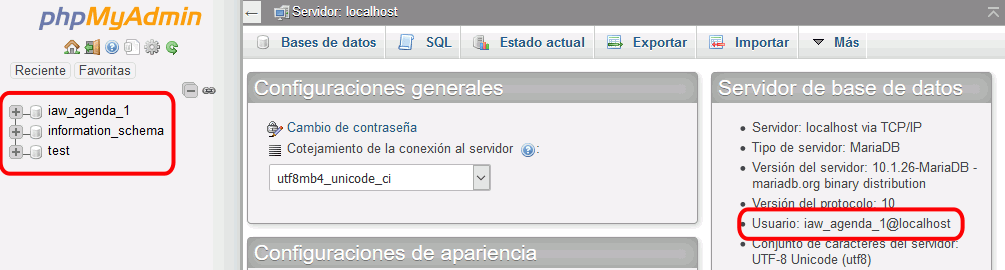 phpMyAdmin
Reciente Favoritas
iaw_agenda_1
information_schema
test
Servidor: localhost
Bases de datos SQL Estado actual Exportar Importar Más
Configuraciones generales
Cambio de contraseña
Cotejamiento de la conexión al servidor ?:
utf8mb4_unicode_ci
Configuraciones de apariencia
Servidor de base de datos
Servidor: localhost via TCP/IP
Tipo de servidor: MariaDB
Versión del servidor: 10.1.26-MariaDB -
mariadb.org binary distribution
Versión del protocolo: 10
Usuario: iaw_agenda_1@localhost
Conjunto de caracteres del servidor:
UTF-8 Unicode (utf8)